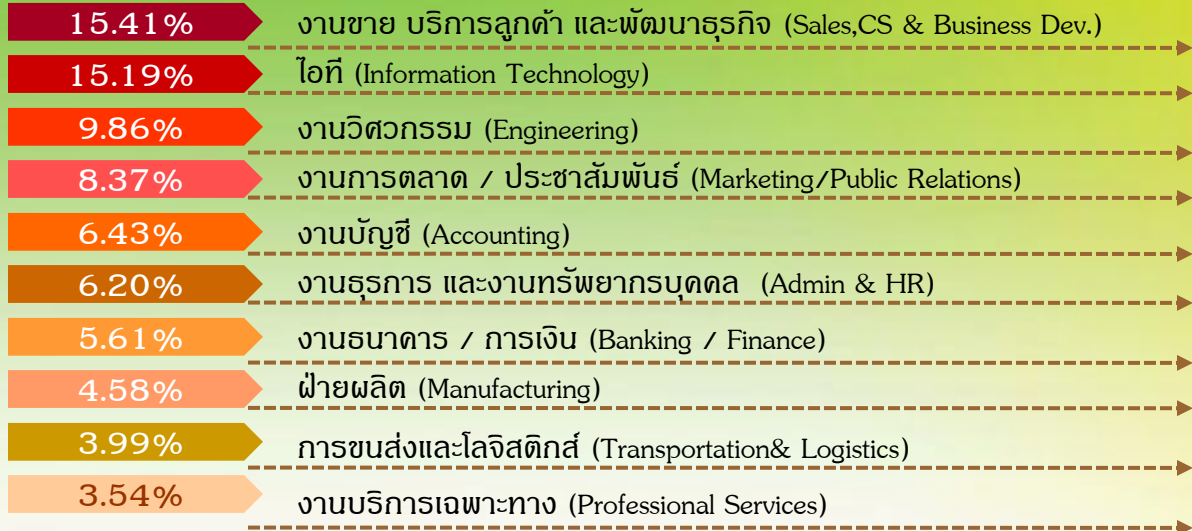 15.41% งานขาย บริการลูกค้า และพัฒนาธุรกิจ (Sales,CS & Business Dev.)
15.19% ไอที (Information Technology)
9.86% งานวิศวกรรม (Engineering)
8.37% งานการตลาด / ประชาสัมพันธ์ (Marketing/Public Relations)
6.43% งานบัญชี (Accounting)
6.20% งานธุรการ และงานทรัพยากรบุคคล (Admin & HR)
5.61% งานธนาคาร / การเงิน (Banking / Finance)
4.58% ฝ่ายผลิต (Manufacturing)
3.99% การขนส่งและโลจิสติกส์ (Transportation& Logistics)
3.54% งานบริการเฉพาะทาง (Professional Services)